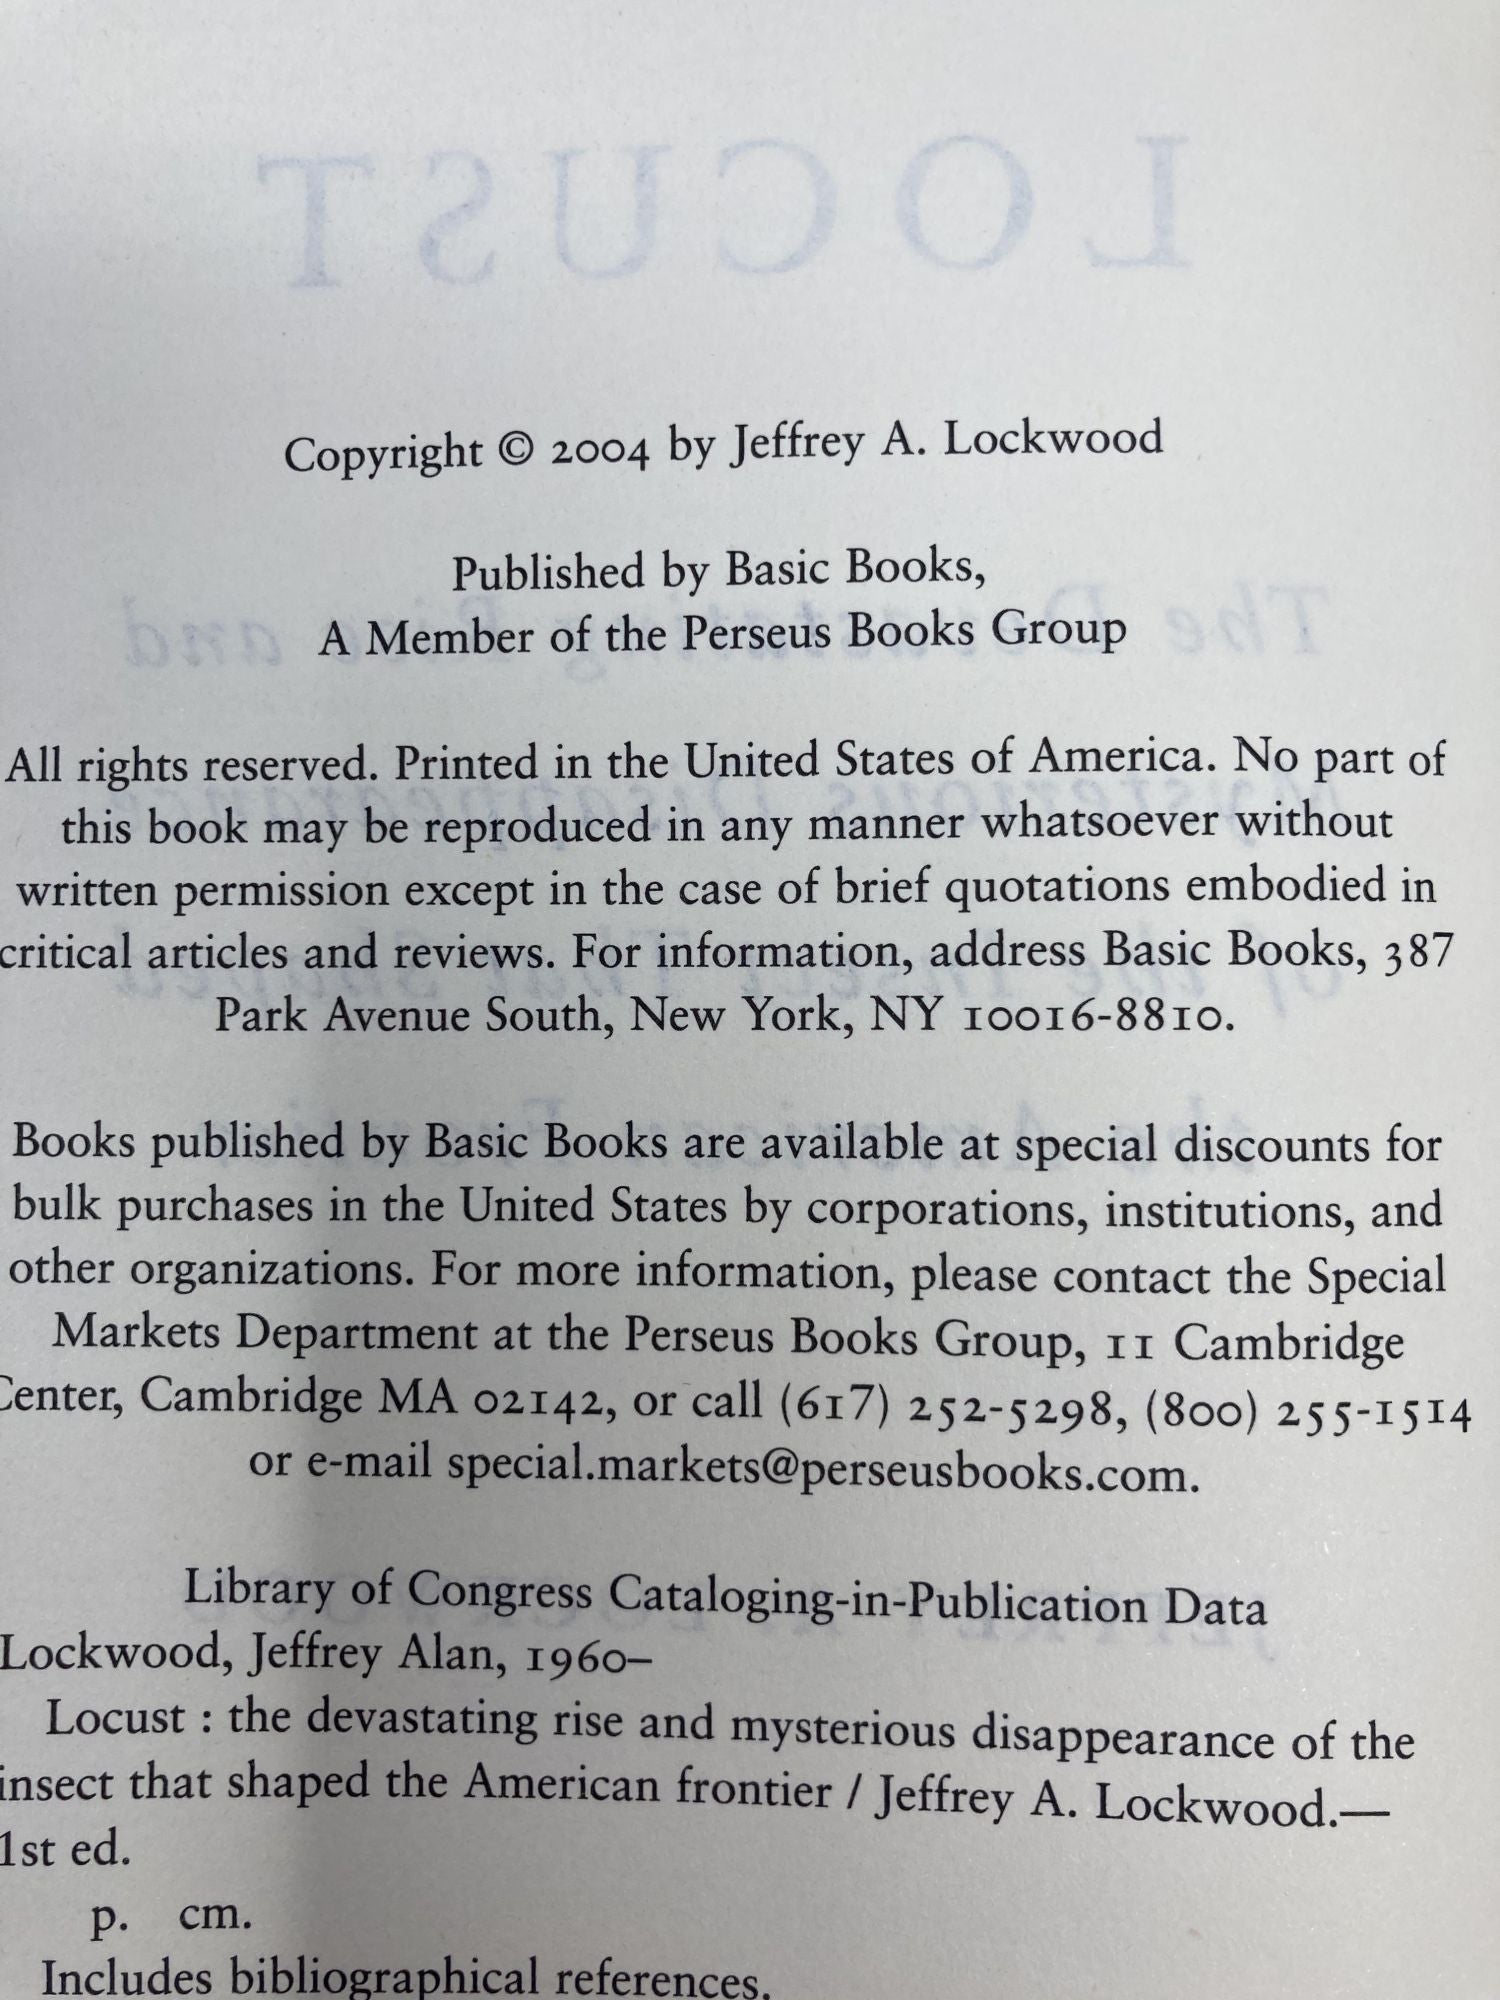 LOCUST
Copyright © 2004 by Jeffrey A. Lockwood
Published by Basic Books,
A Member of the Perseus Books Group
All rights reserved. Printed in the United States of America. No part of
this book may be reproduced in any manner whatsoever without
written permission except in the case of brief quotations embodied in
critical articles and reviews. For information, address Basic Books, 387
Park Avenue South, New York, NY 10016-8810.
Books published by Basic Books are available at special discounts for
bulk purchases in the United States by corporations, institutions, and
other organizations. For more information, please contact the Special
Markets Department at the Perseus Books Group, 11 Cambridge
Center, Cambridge MA 02142, or call (617) 252-5298, (800) 255-1514
or e-mail special.markets@perseusbooks.com.
Library of Congress Cataloging-in-Publication Data
Lockwood, Jeffrey Alan, 1960–
Locust : the devastating rise and mysterious disappearance of the
insect that shaped the American frontier / Jeffrey A. Lockwood.—
1st ed.
p. cm.
Includes bibliographical references.